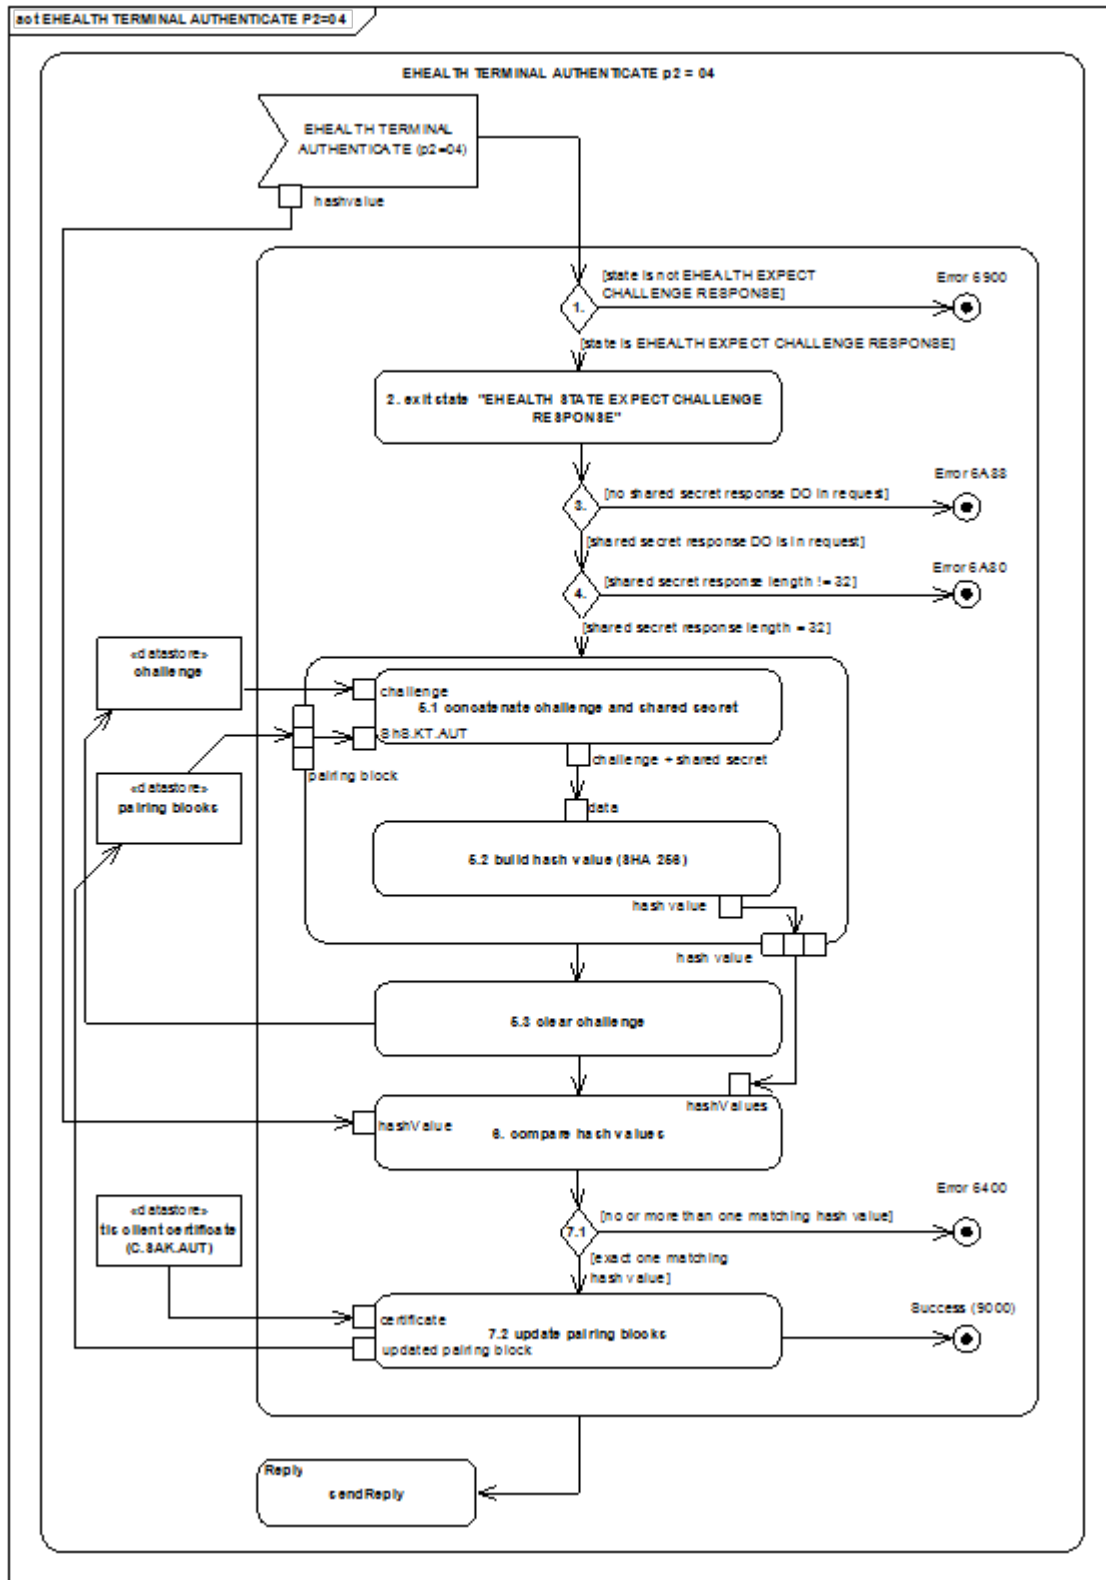 act EHEALTH TERMINAL AUTHENTICATE P2=04
EHEALTH TERMINAL AUTHENTICATE p2 = 04
EHEALTH TERMINAL
AUTHENTICATE (p2=04)
hashvalue
[state is not EHEALTH EXPECT
CHALLENGE RESPONSE]
Error 6900
1.
[state is EHEALTH EXPECT CHALLENGE RESPONSE]
2. exit state "EHEALTH STATE EXPECT CHALLENGE
RESPONSE"
Error 6A88
[no shared secret response DO in request]
3.
[shared secret response DO is in request]
Error 6A80
[shared secret response length != 32]
4.
[shared secret response length = 32]
«datastore»
challenge
challenge
5.1 concatenate challenge and shared secret
ShS.KT.AUT
challenge + shared secret
pairing block
«datastore»
pairing blocks
data
5.2 build hash value (SHA 256)
hash value
hash value
5.3 clear challenge
hashValues
hashValue
6. compare hash values
Error 6400
«datastore»
tls client certificate
(C.SAK.AUT)
[no or more than one matching hash value]
7.1
[exact one matching
hash value]
Success (9000)
certificate
7.2 update pairing blocks
updated pairing block
Reply
sendReply